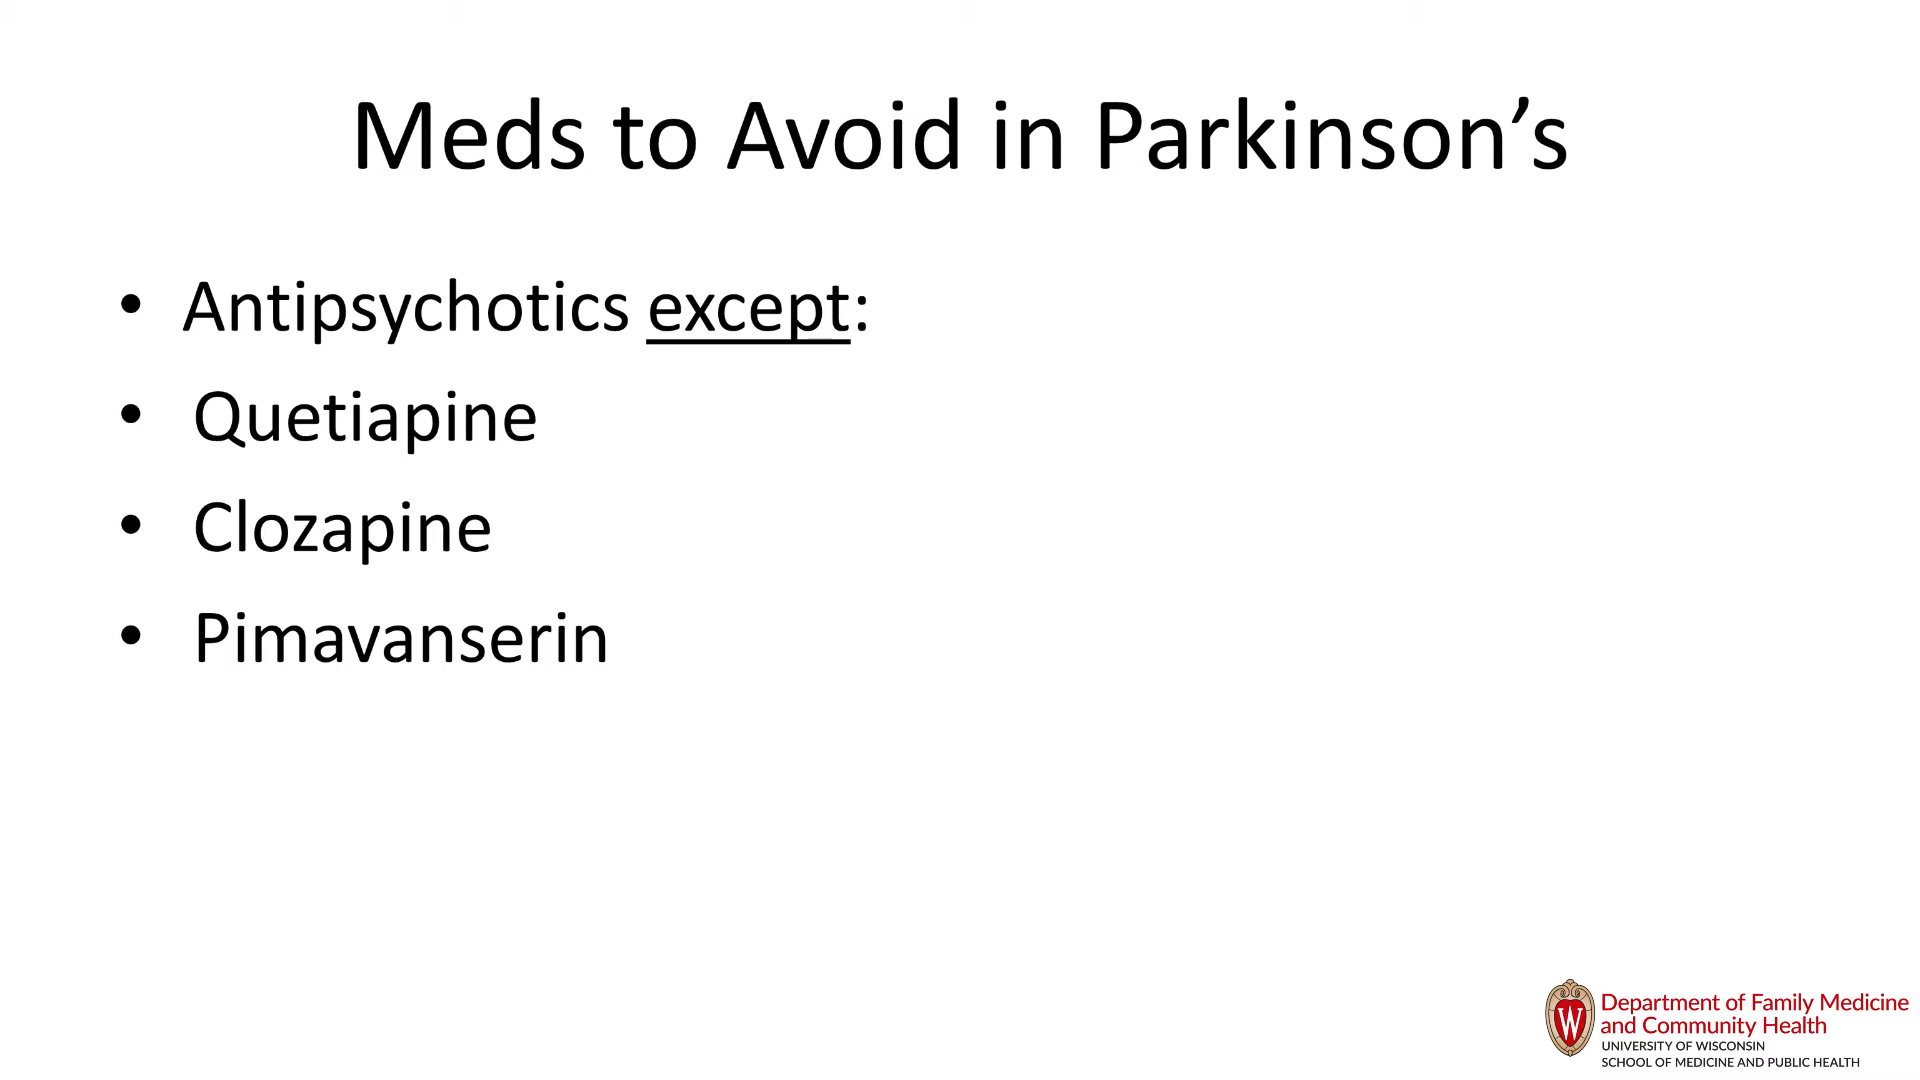 Meds to Avoid in Parkinson’s
• Antipsychotics except:
• Quetiapine
• Clozapine
• Pimavanserin
W
Department of Family Medicine
and Community Health
UNIVERSITY OF WISCONSIN
SCHOOL OF MEDICINE AND PUBLIC HEALTH